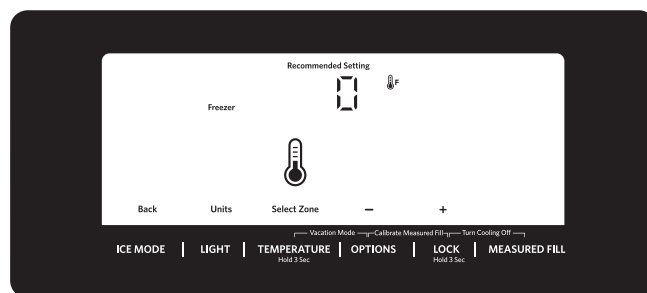 Recommended Setting
Freezer 0 F
Back Units Select Zone – +
Vacation Mode Calibrate Measured Fill Turn Cooling Off
ICE MODE | LIGHT | TEMPERATURE | OPTIONS | LOCK | MEASURED FILL
Hold 3 Sec Hold 3 Sec